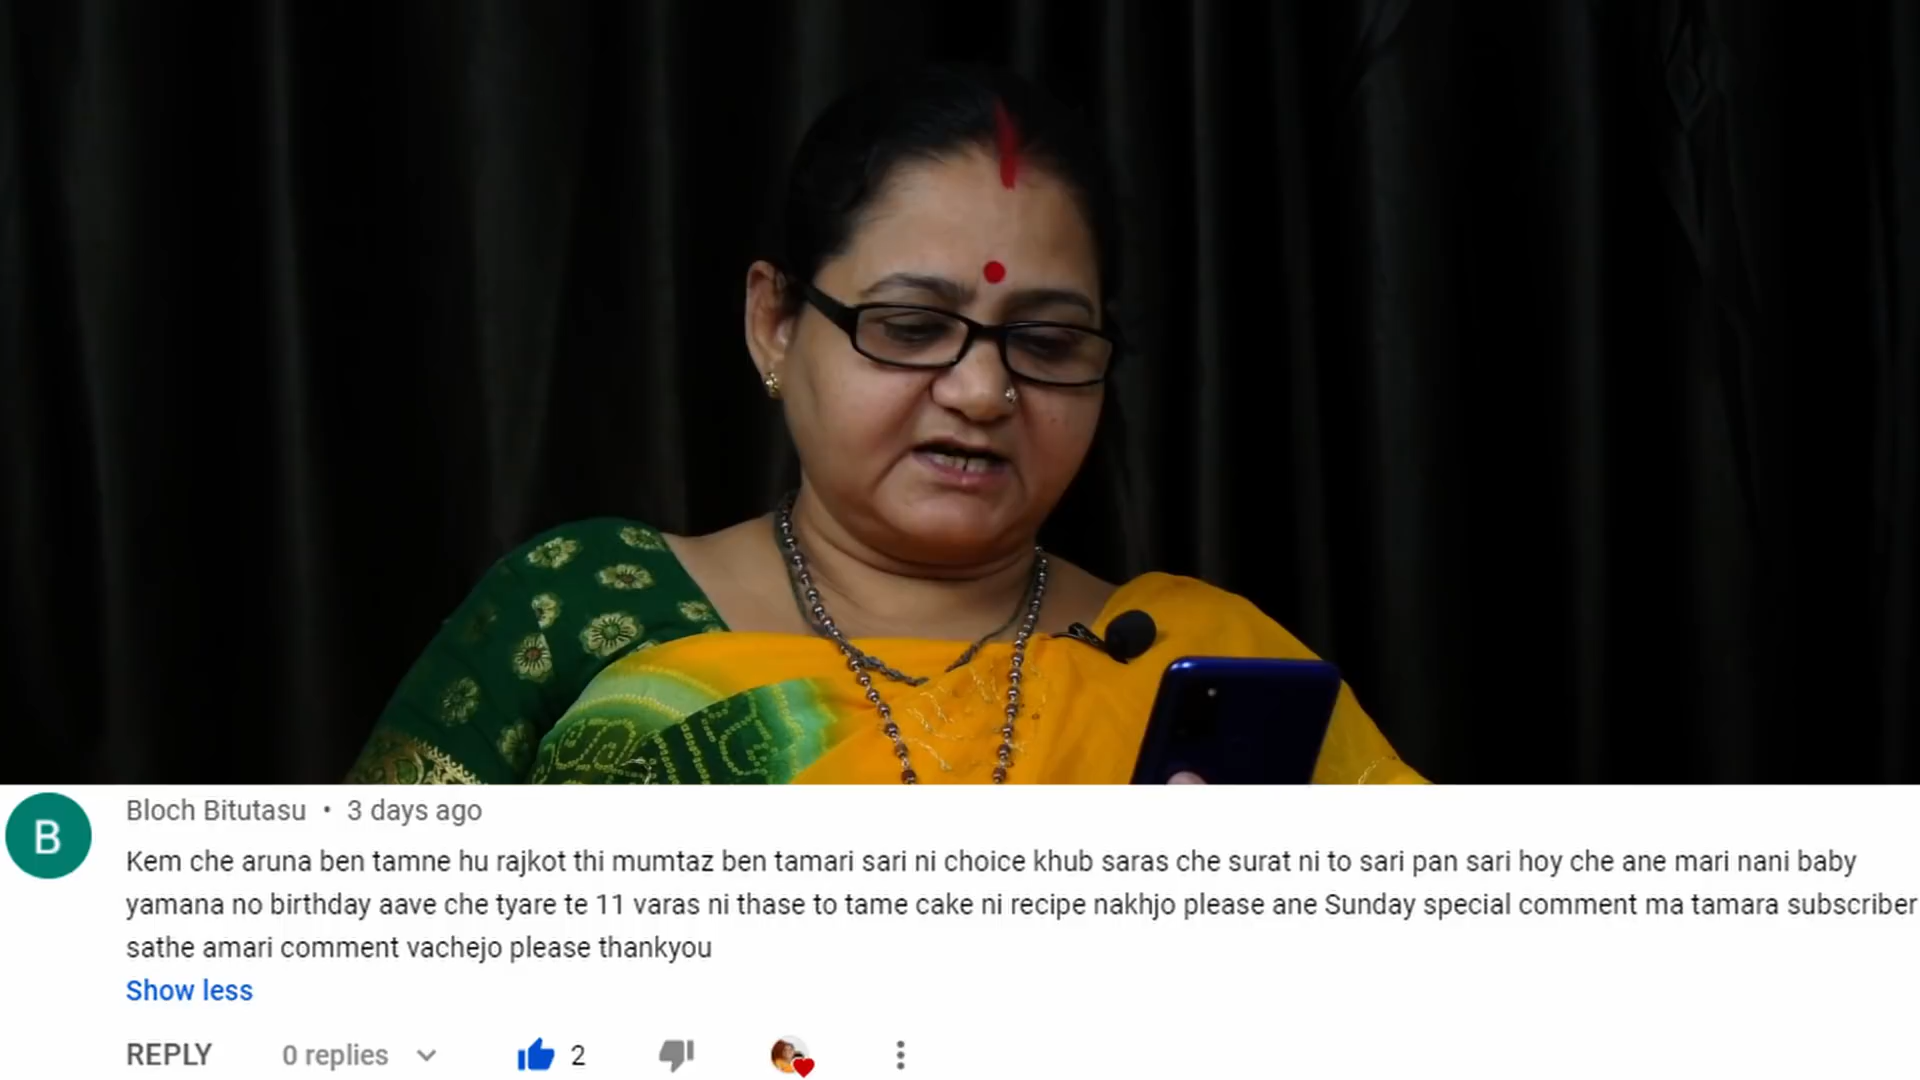 B
Bloch Bitutasu • 3 days ago
Kem che aruna ben tamne hu rajkot thi mumtaz ben tamari sari ni choice khub saras che surat ni to sari pan sari hoy che ane mari nani baby
yamana no birthday aave che tyare te 11 varas ni thase to tame cake ni recipe nakhjo please ane Sunday special comment ma tamara subscriber
sathe amari comment vachejo please thankyou
Show less
REPLY 0 replies 2